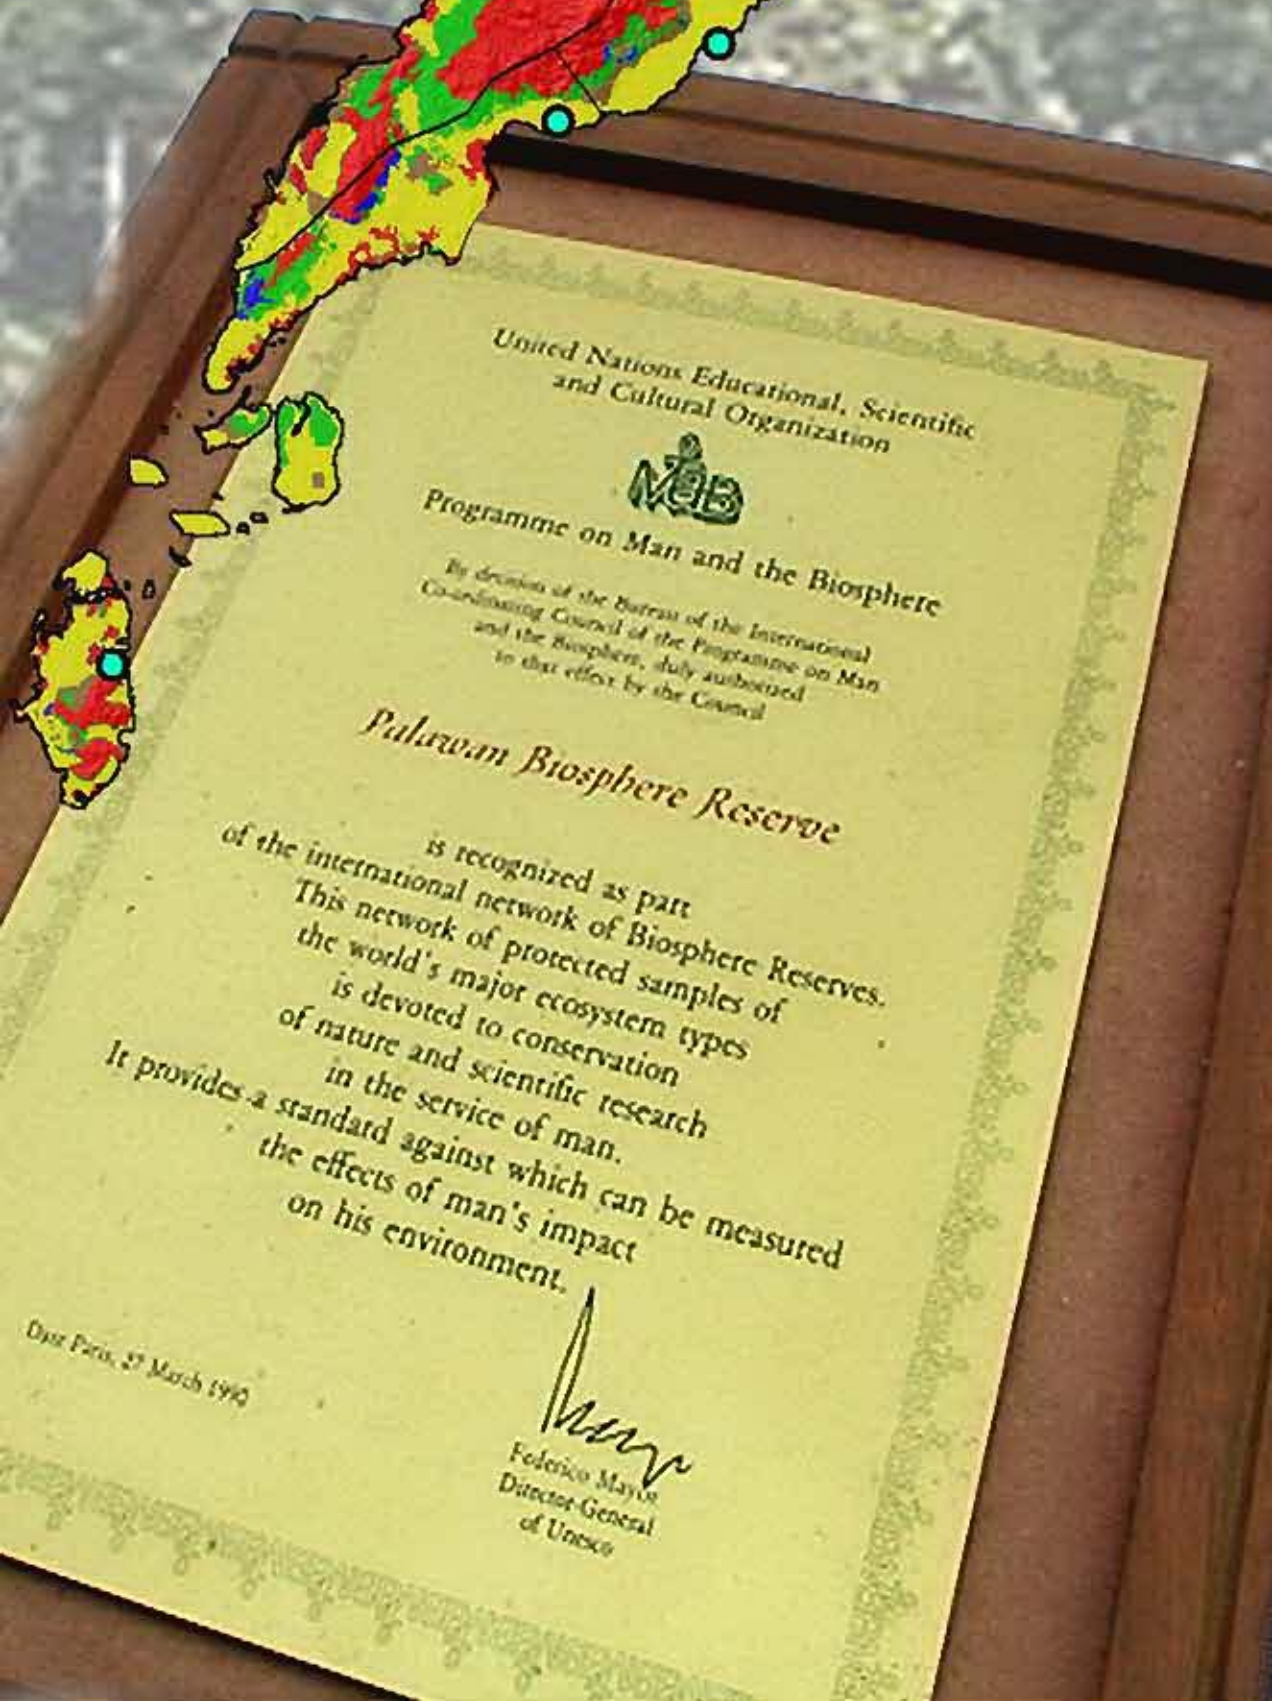 United Nations Educational, Scientific
and Cultural Organization
MaB
Programme on Man and the Biosphere
By decision of the Bureau of the International
Co-ordinating Council of the Programme on Man
and the Biosphere, duly authorized
to that effect by the Council
Palawan Biosphere Reserve
is recognized as part
of the international network of Biosphere Reserves.
This network of protected samples of
the world's major ecosystem types
is devoted to conservation
of nature and scientific research
in the service of man.
It provides a standard against which can be measured
the effects of man's impact
on his environment.
Date Paris, 27 March 1990
Federico Mayor
Director-General
of Unesco